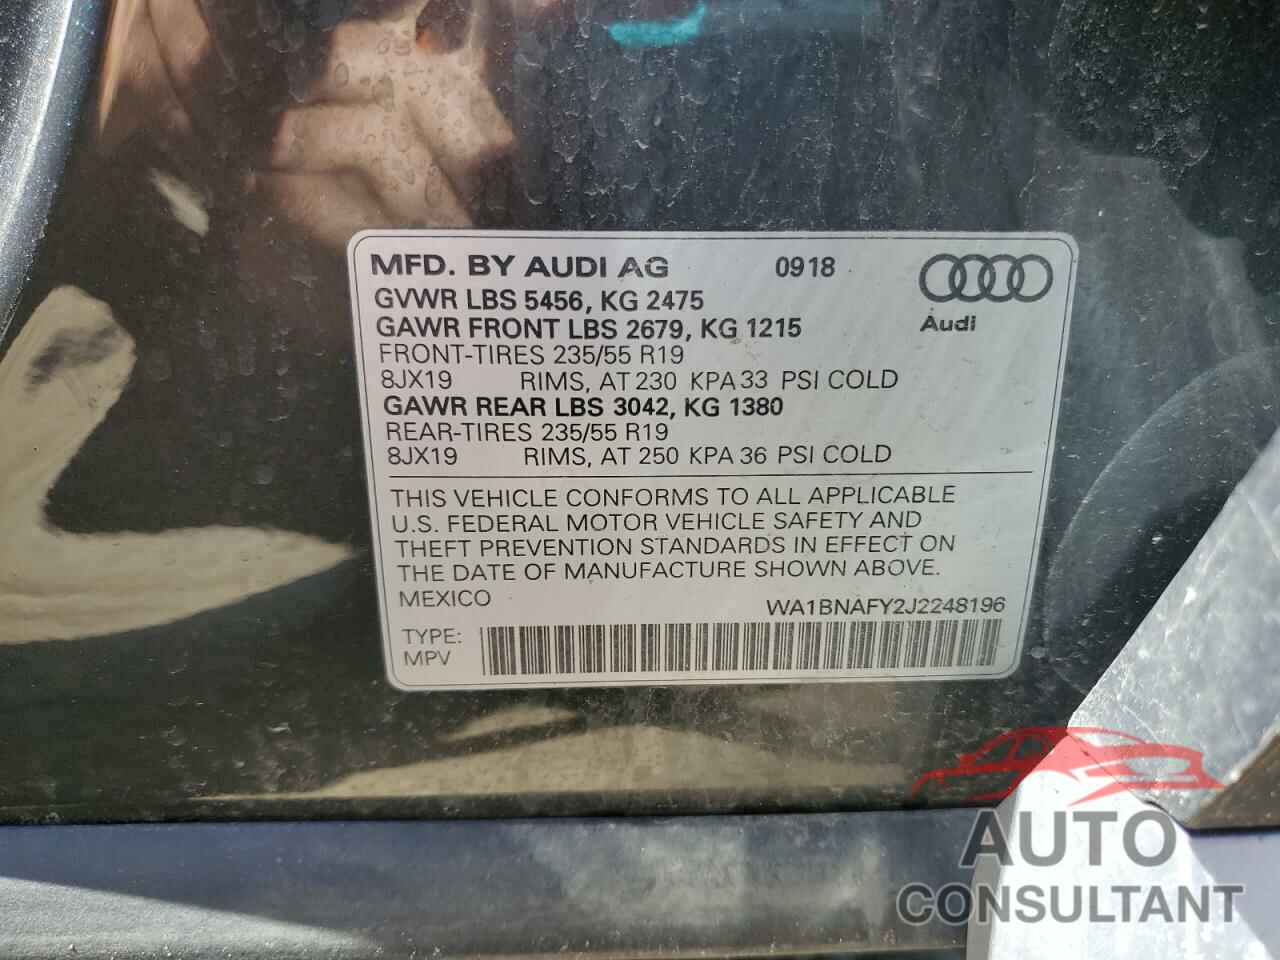 MFD. BY AUDI AG 0918
GVWR LBS 5456, KG 2475
GAWR FRONT LBS 2679, KG 1215
Audi
FRONT-TIRES 235/55 R19
8JX19 RIMS, AT 230 KPA 33 PSI COLD
GAWR REAR LBS 3042, KG 1380
REAR-TIRES 235/55 R19
8JX19 RIMS, AT 250 KPA 36 PSI COLD
THIS VEHICLE CONFORMS TO ALL APPLICABLE
U.S. FEDERAL MOTOR VEHICLE SAFETY AND
THEFT PREVENTION STANDARDS IN EFFECT ON
THE DATE OF MANUFACTURE SHOWN ABOVE.
MEXICO WA1BNAFY2J2248196
TYPE:
MPV
AUTO
CONSULTANT